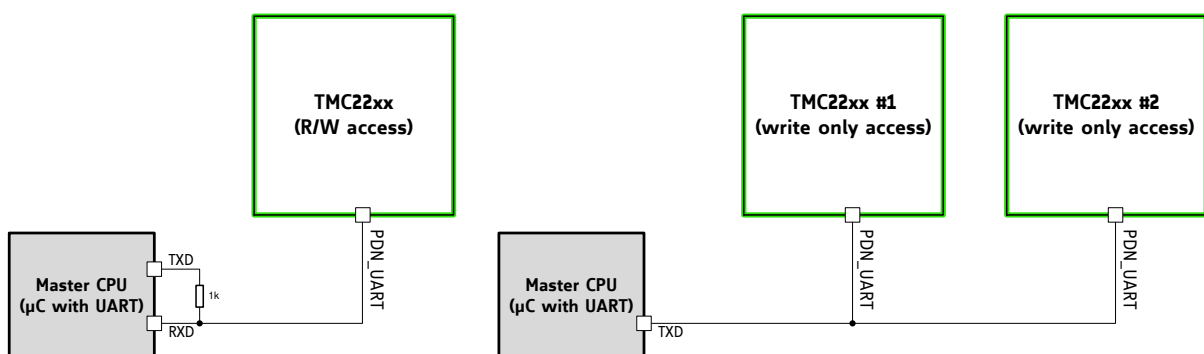 TMC22xx
(R/W access)
PDN_UART
Master CPU
(µC with UART)
TXD
1k
RXD
TMC22xx #1
(write only access)
TMC22xx #2
(write only access)
PDN_UART
PDN_UART
Master CPU
(µC with UART)
TXD